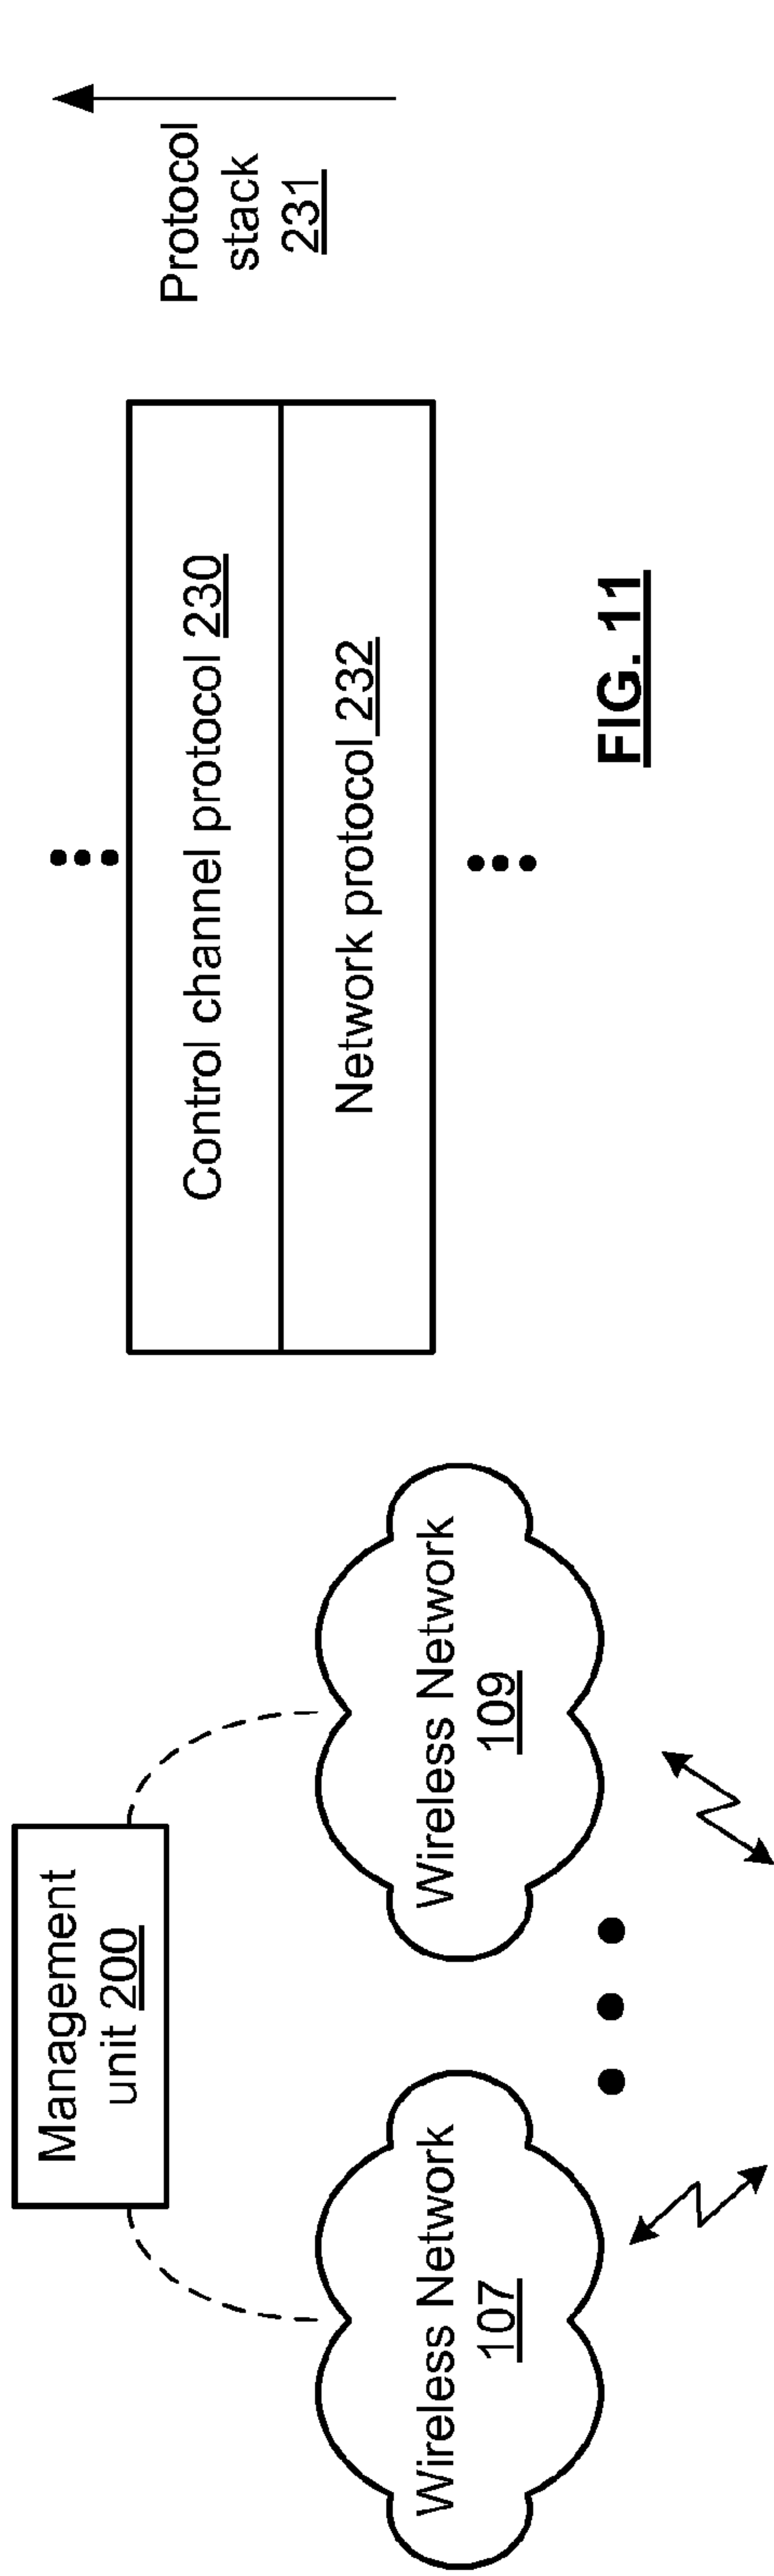 Management
unit 200
Wireless Network
107
Wireless Network
109
Control channel protocol 230
Network protocol 232
Protocol
stack
231
FIG. 11